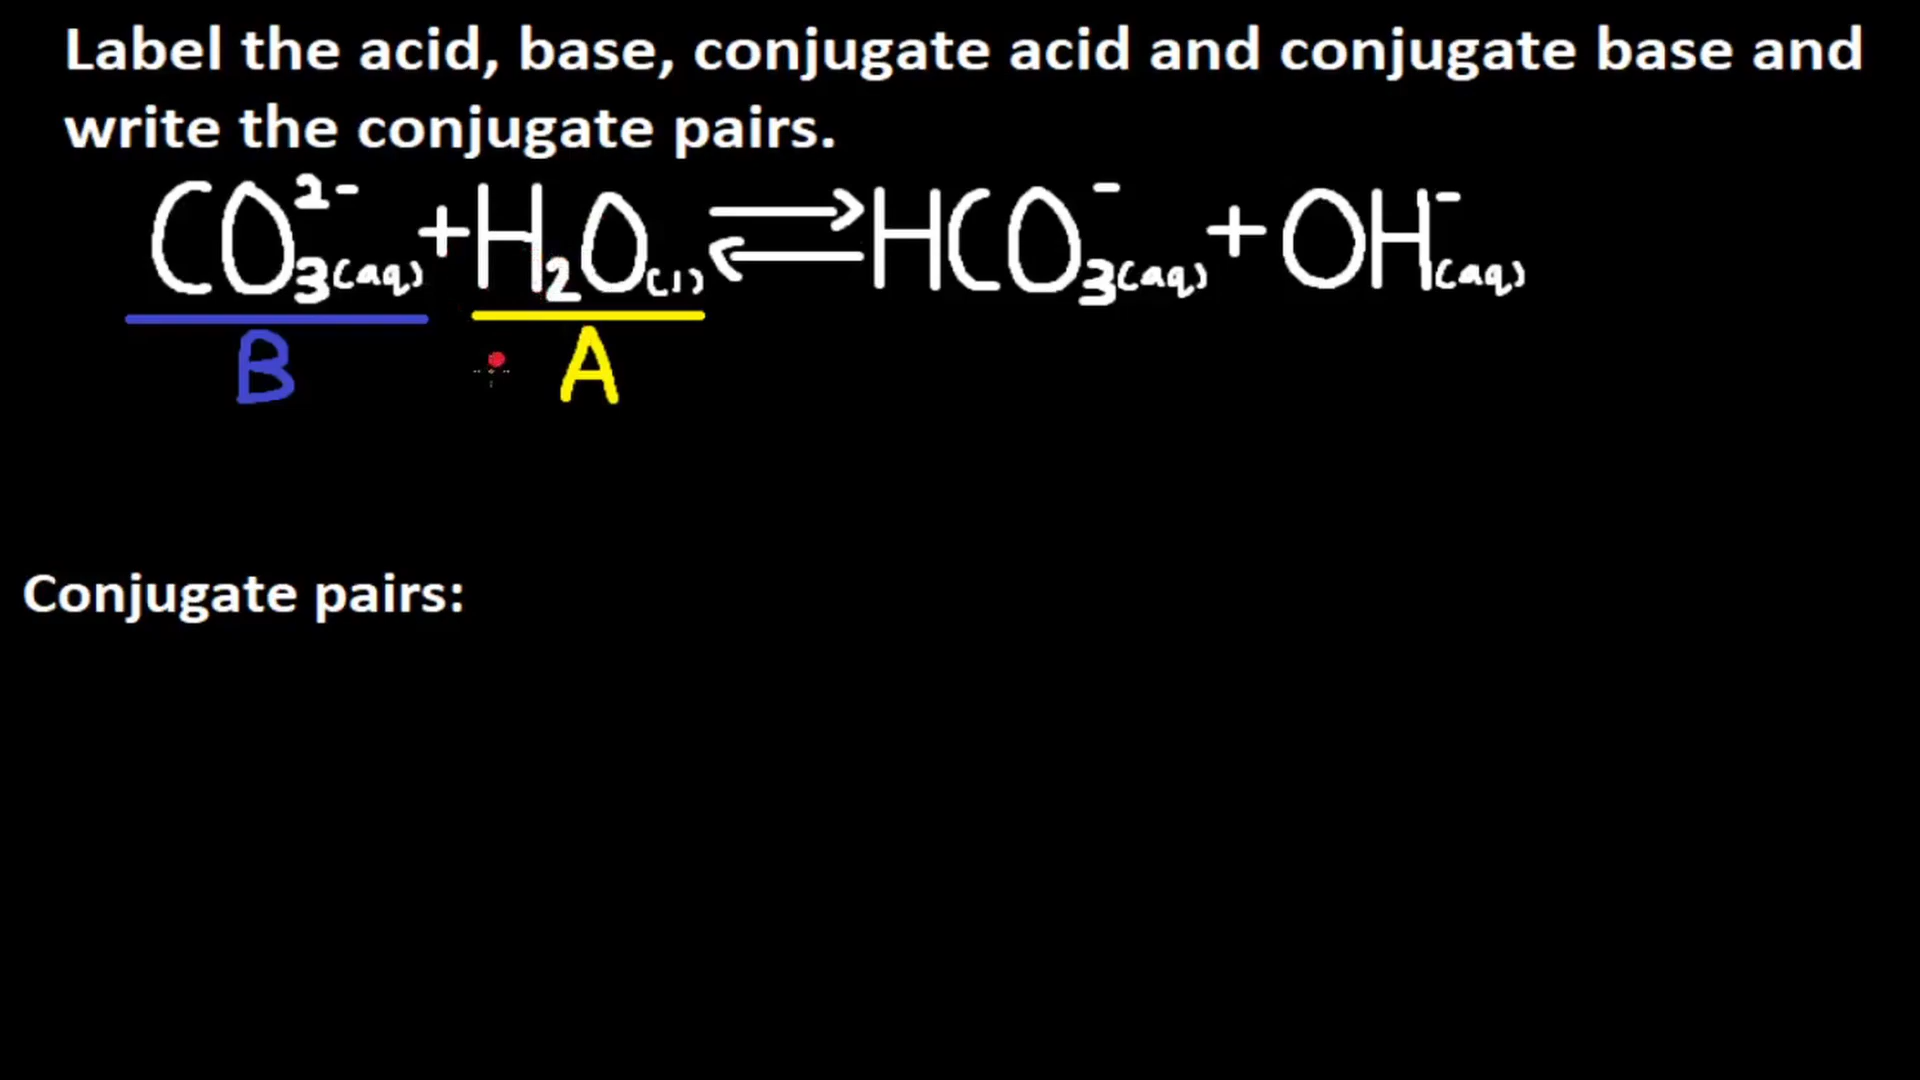 Label the acid, base, conjugate acid and conjugate base and
write the conjugate pairs.
CO₃²⁻(aq) + H₂O(l) ⇌ HCO₃⁻(aq) + OH⁻(aq)
B A
Conjugate pairs: